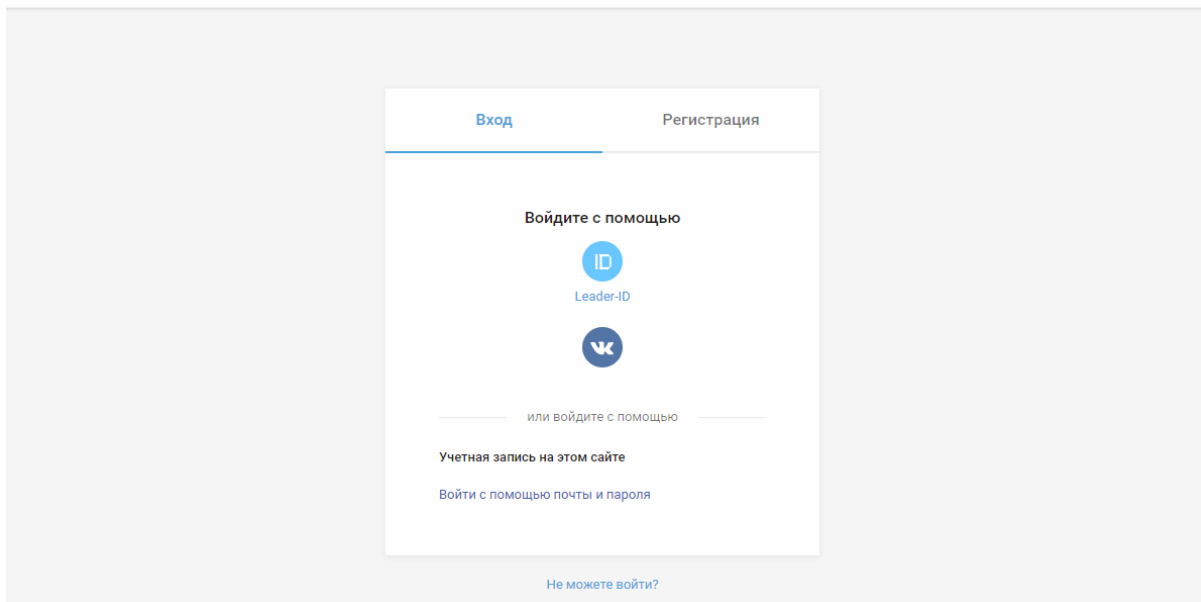 Вход
Регистрация
Войдите с помощью
ID
Leader-ID
или войдите с помощью
Учетная запись на этом сайте
Войти с помощью почты и пароля
Не можете войти?